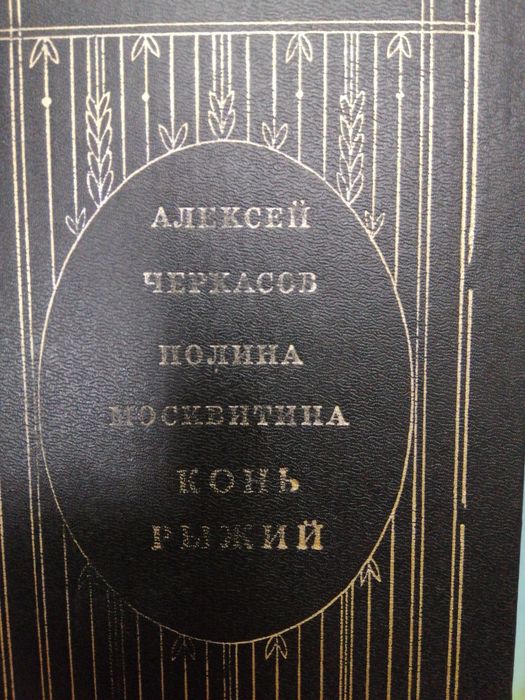 АЛЕКСЕЙ
ЧЕРКАСОВ
ПОЛИНА
МОСКВИТИНА
КОНЬ
РЫЖИЙ